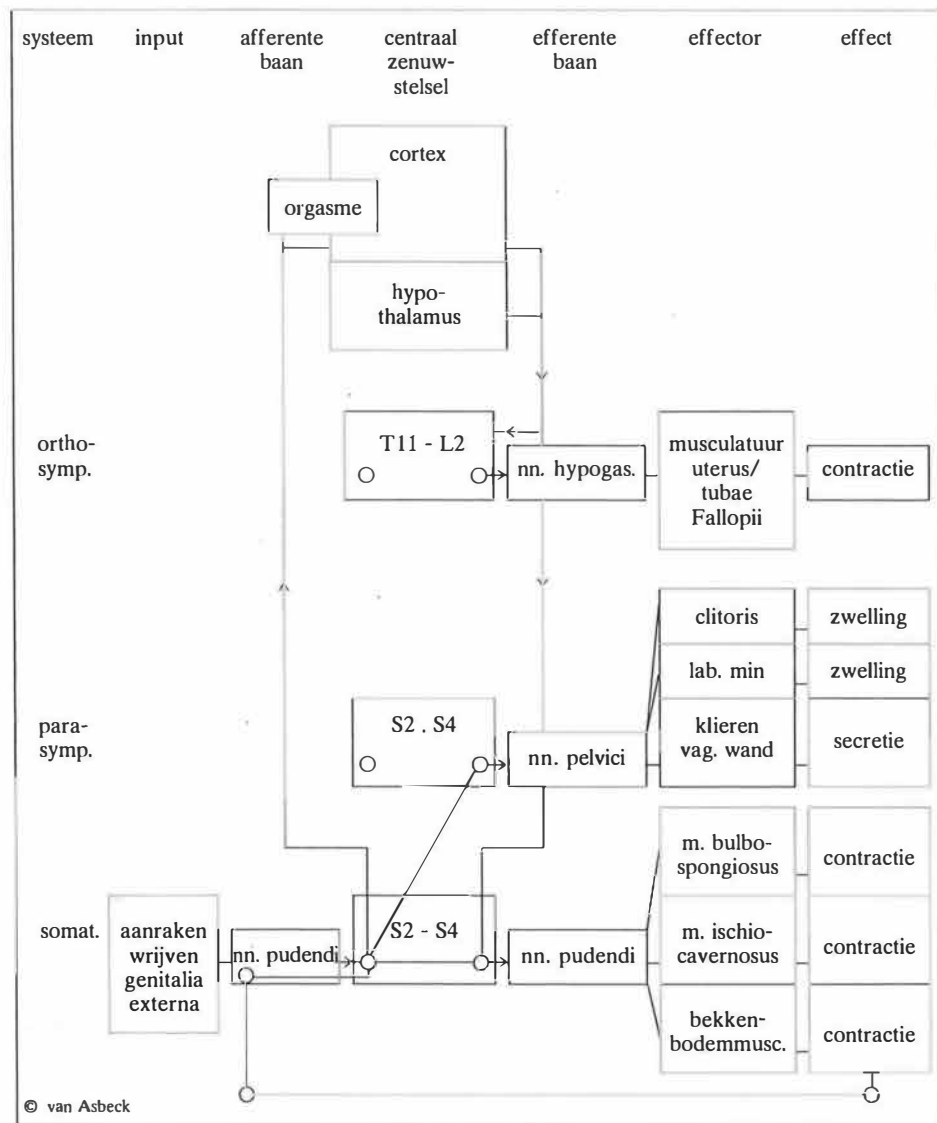 systeem input afferente centraal efferente effector effect
baan zenuw- baan
stelsel
cortex
orgasme
hypo-
thalamus
ortho-
symp.
T11 - L2
nn. hypogas.
musculatuur
uterus/
tubae
Fallopii
contractie
clitoris
zwelling
lab. min
zwelling
para-
symp.
S2 . S4
nn. pelvici
klieren
vag. wand
secretie
m. bulbo-
spongiosus
contractie
somat.
aanraken
wrijven
genitalia
externa
nn. pudendi
S2 - S4
nn. pudendi
m. ischio-
cavernosus
contractie
bekken-
bodemmusc.
contractie
© van Asbeck